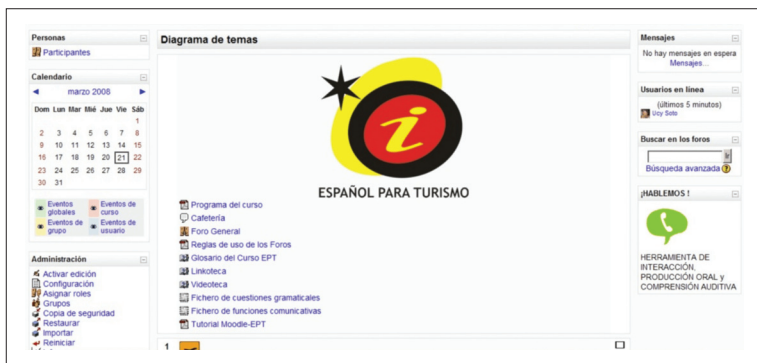 Personas
Participantes
Calendario
marzo 2008
Dom Lun Mar Mié Jue Vie Sáb
1
2 3 4 5 6 7 8
9 10 11 12 13 14 15
16 17 18 19 20 21 22
23 24 25 26 27 28 29
30 31
Eventos globales
Eventos de curso
Eventos de grupo
Eventos de usuario
Administración
Activar edición
Configuración
Asignar roles
Grupos
Copia de seguridad
Restaurar
Importar
Reiniciar
Diagrama de temas
i
ESPAÑOL PARA TURISMO
Programa del curso
Cafetería
Foro General
Reglas de uso de los Foros
Glosario del Curso EPT
Linkoteca
Videoteca
Fichero de cuestiones gramaticales
Fichero de funciones comunicativas
Tutorial Moodle-EPT
1
Mensajes
No hay mensajes en espera
Mensajes...
Usuarios en línea
(últimos 5 minutos)
Ucy Soto
Buscar en los foros
Ir
Búsqueda avanzada
¡HABLEMOS !
HERRAMIENTA DE
INTERACCIÓN,
PRODUCCIÓN ORAL y
COMPRENSIÓN AUDITIVA